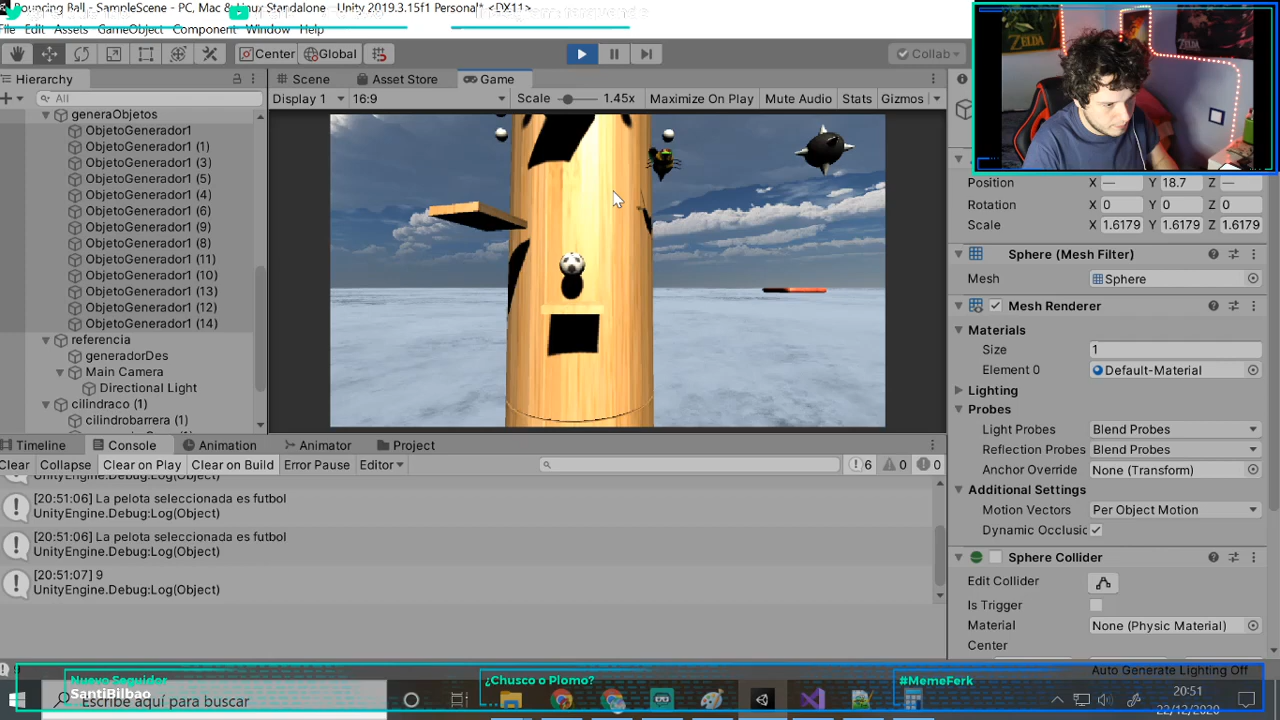 Bouncing Ball - SampleScene - PC, Mac & Linux Standalone - Unity 2019.3.15f1 Personal* <DX11>
File Edit Assets GameObject Component Window Help
Center Global Collab
Hierarchy Scene Asset Store Game
All Display 1 16:9 Scale 1.45x Maximize On Play Mute Audio Stats Gizmos
generaObjetos
ObjetoGenerador1
ObjetoGenerador1 (1)
ObjetoGenerador1 (3)
ObjetoGenerador1 (5)
ObjetoGenerador1 (4)
ObjetoGenerador1 (6)
ObjetoGenerador1 (9)
ObjetoGenerador1 (8)
ObjetoGenerador1 (11)
ObjetoGenerador1 (10)
ObjetoGenerador1 (13)
ObjetoGenerador1 (12)
ObjetoGenerador1 (14)
referencia
generadorDes
Main Camera
Directional Light
cilindraco (1)
cilindrobarrera (1)
ZELDA
Position X — Y 18.7 Z —
Rotation X 0 Y 0 Z 0
Scale X 1.6179 Y 1.6179 Z 1.6179
Sphere (Mesh Filter)
Mesh Sphere
Mesh Renderer
Materials
Size 1
Element 0 Default-Material
Lighting
Probes
Light Probes Blend Probes
Reflection Probes Blend Probes
Anchor Override None (Transform)
Additional Settings
Motion Vectors Per Object Motion
Dynamic Occlusic
Sphere Collider
Edit Collider
Is Trigger
Material None (Physic Material)
Center
Auto Generate Lighting Off
Timeline Console Animation Animator Project
Clear Collapse Clear on Play Clear on Build Error Pause Editor 6 0 0
UnityEngine.Debug:Log(Object)
[20:51:06] La pelota seleccionada es futbol
UnityEngine.Debug:Log(Object)
[20:51:06] La pelota seleccionada es futbol
UnityEngine.Debug:Log(Object)
[20:51:07] 9
UnityEngine.Debug:Log(Object)
Nuevo Seguidor
SantiBilbao
¿Chusco o Plomo?
#MemeFerk
Escribe aquí para buscar
20:51
22/12/2020